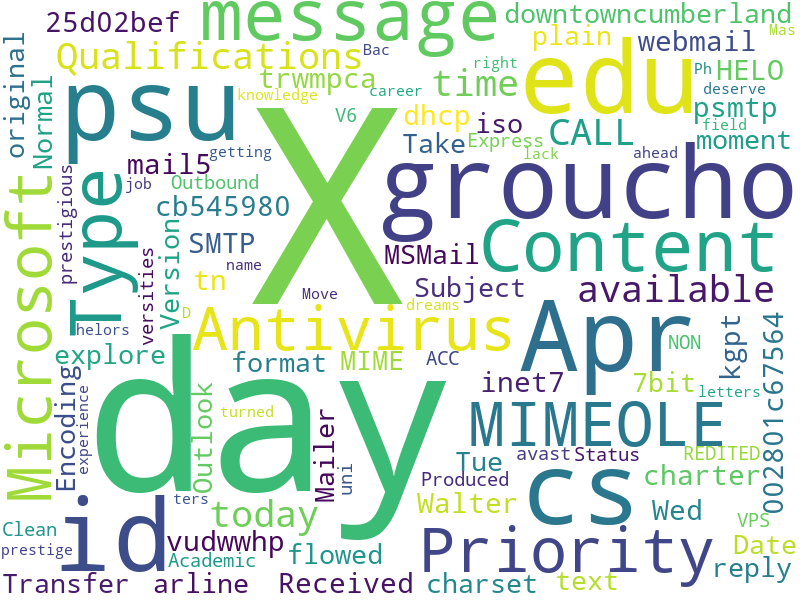 25d02bef
message
downtowncumberland
Qualifications
Bac
plain
webmail
Mas
original
Normal
psu
trwmpca
knowledge
career
time
right
edu
Ph
HELO
deserve
psmtp
V6
dhcp
iso
CALL
field
moment
Take
Express
lack
ahead
mail5
getting
X
groucho
prestigious
job
Outbound
cb545980
Type
Microsoft
SMTP
MSMail
Content
versities
Version
name
tn
Subject
available
Move
dreams
D
helors
Antivirus
Apr
explore
format
MIME
ACC
NON
kgpt
002801c67564
day
inet7
7bit
letters
Encoding
experience
Outlook
turned
Mailer
MIMEOLE
Tue
avast
Status
REDITED
uni
Produced
charter
cs
id
ters
today
Walter
Wed
VPS
Clean
prestige
vudwwhp
Academic
flowed
Priority
Date
reply
Transfer
arline
Received
charset
text